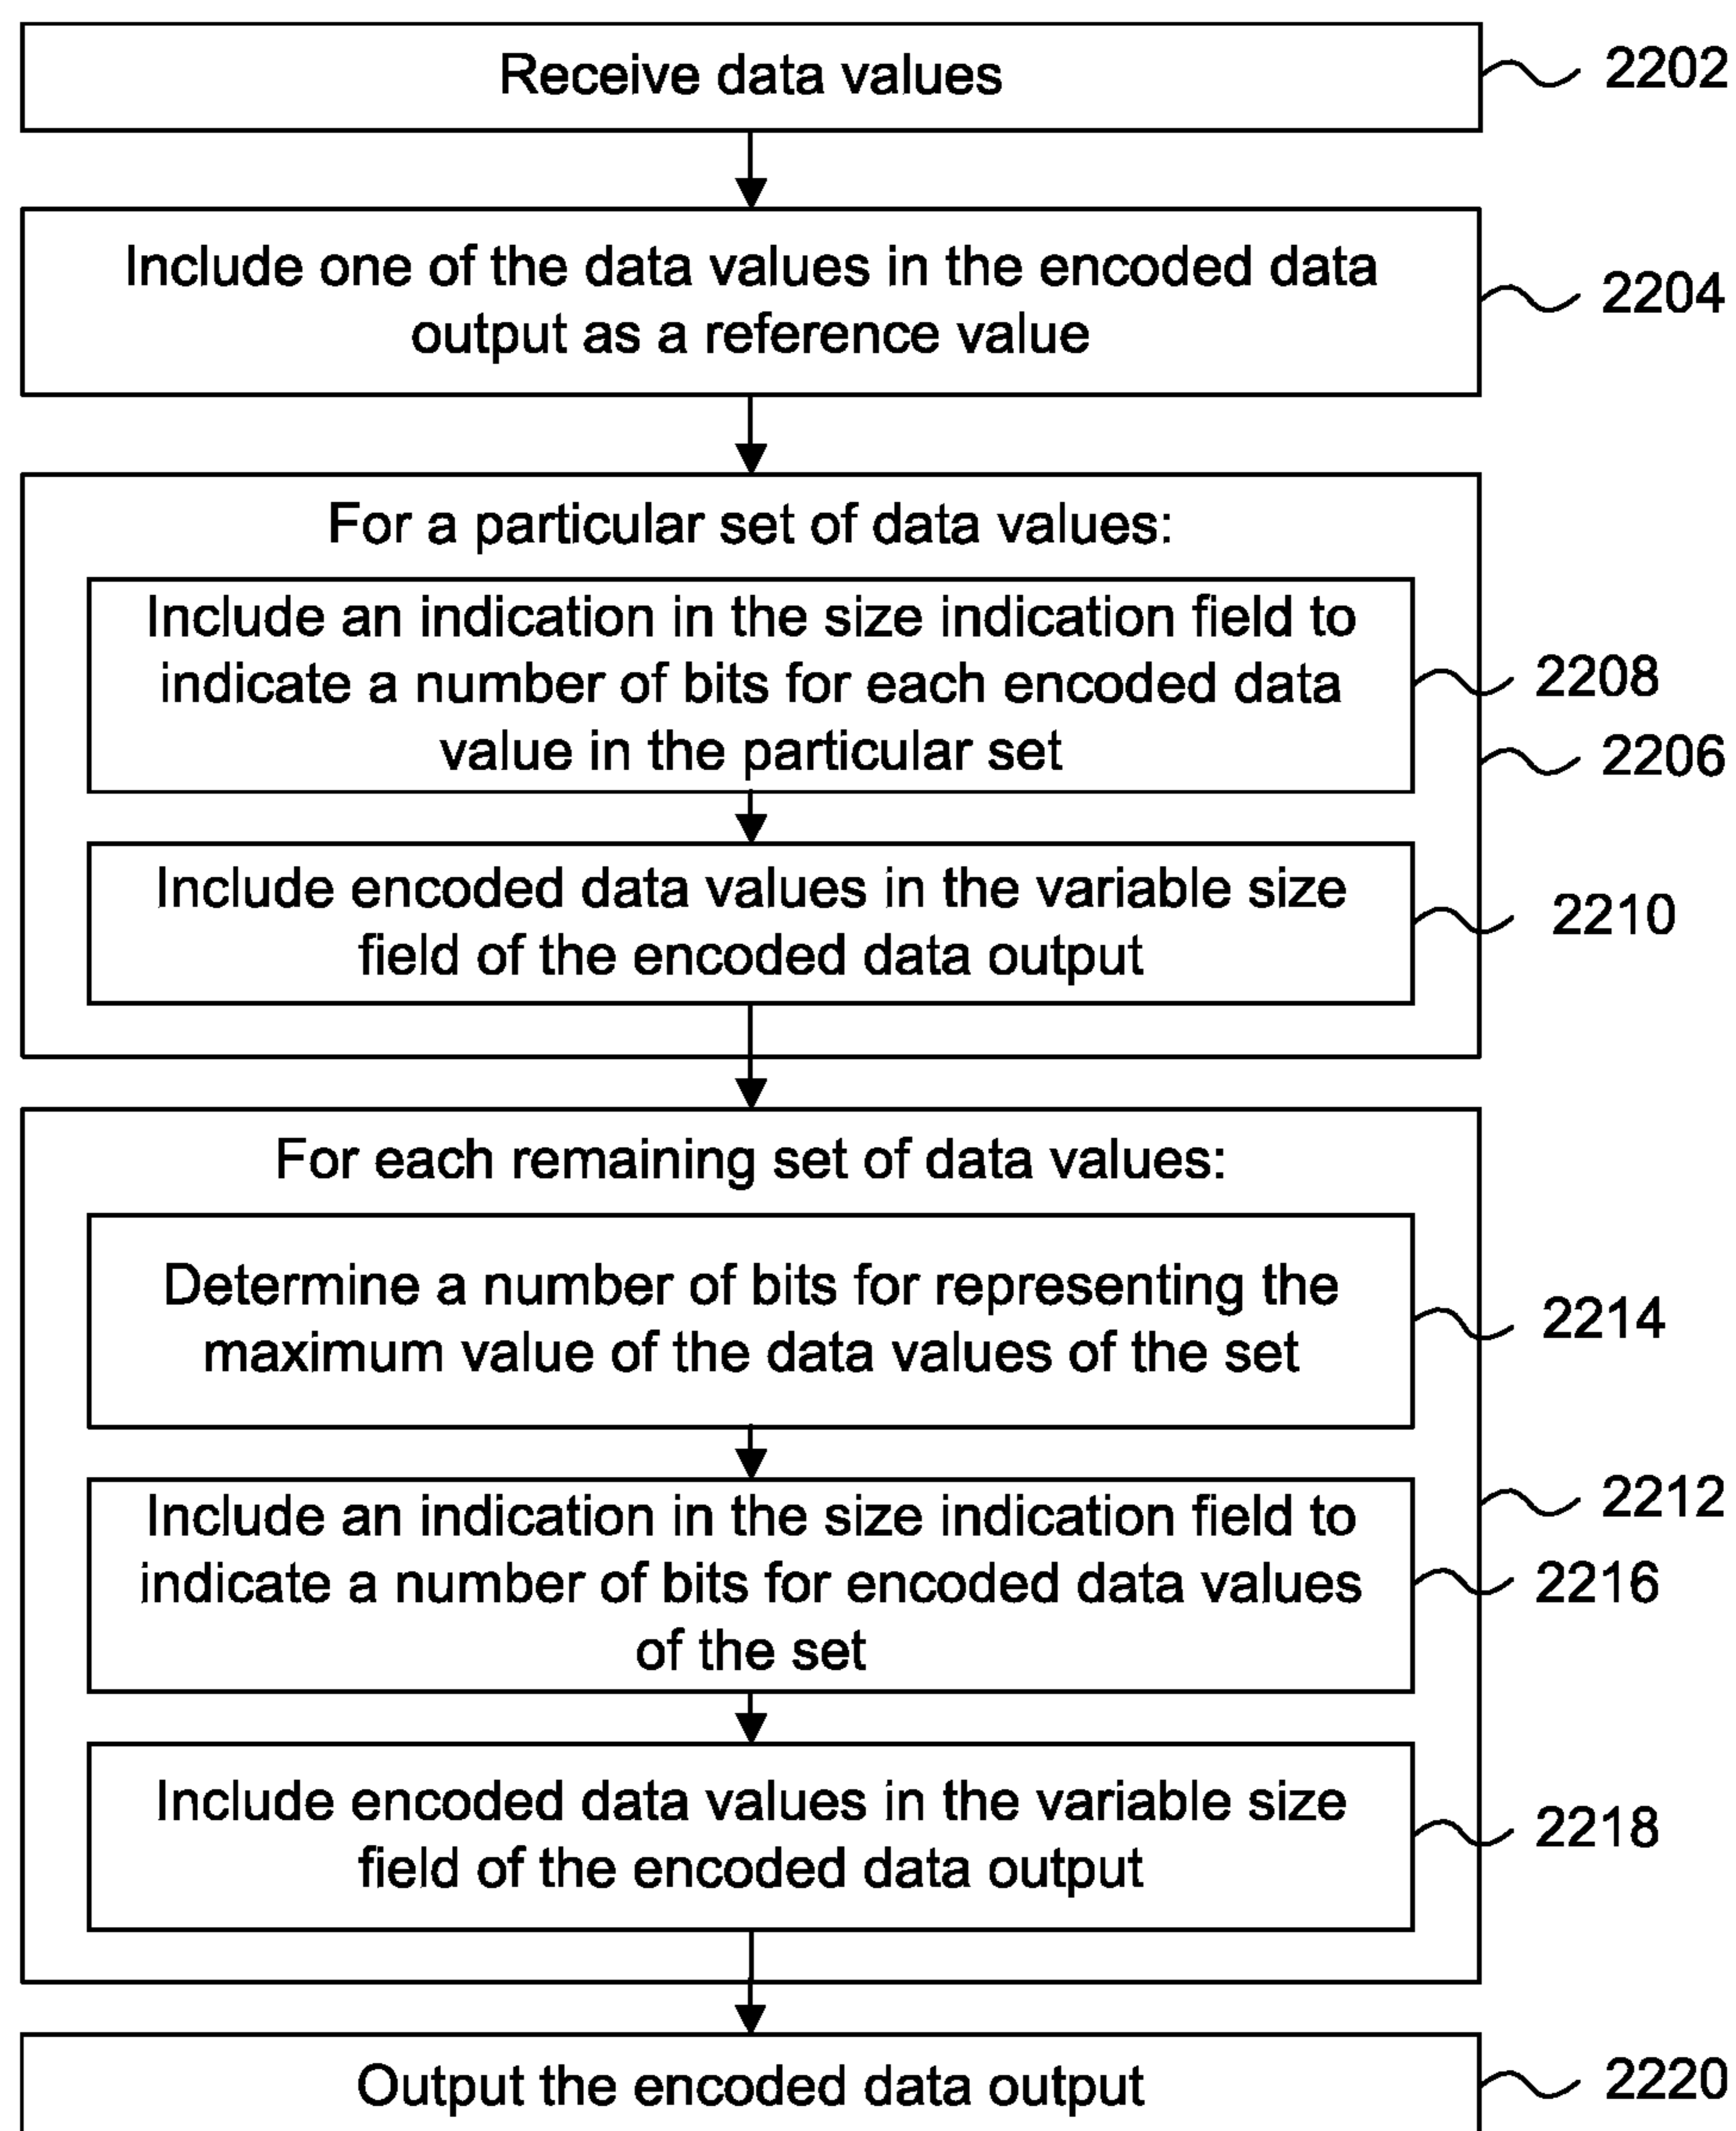 Receive data values
2202
Include one of the data values in the encoded data
output as a reference value
2204
For a particular set of data values:
Include an indication in the size indication field to
indicate a number of bits for each encoded data
value in the particular set
2208
2206
Include encoded data values in the variable size
field of the encoded data output
2210
For each remaining set of data values:
Determine a number of bits for representing the
maximum value of the data values of the set
2214
2212
Include an indication in the size indication field to
indicate a number of bits for encoded data values
of the set
2216
Include encoded data values in the variable size
field of the encoded data output
2218
Output the encoded data output
2220